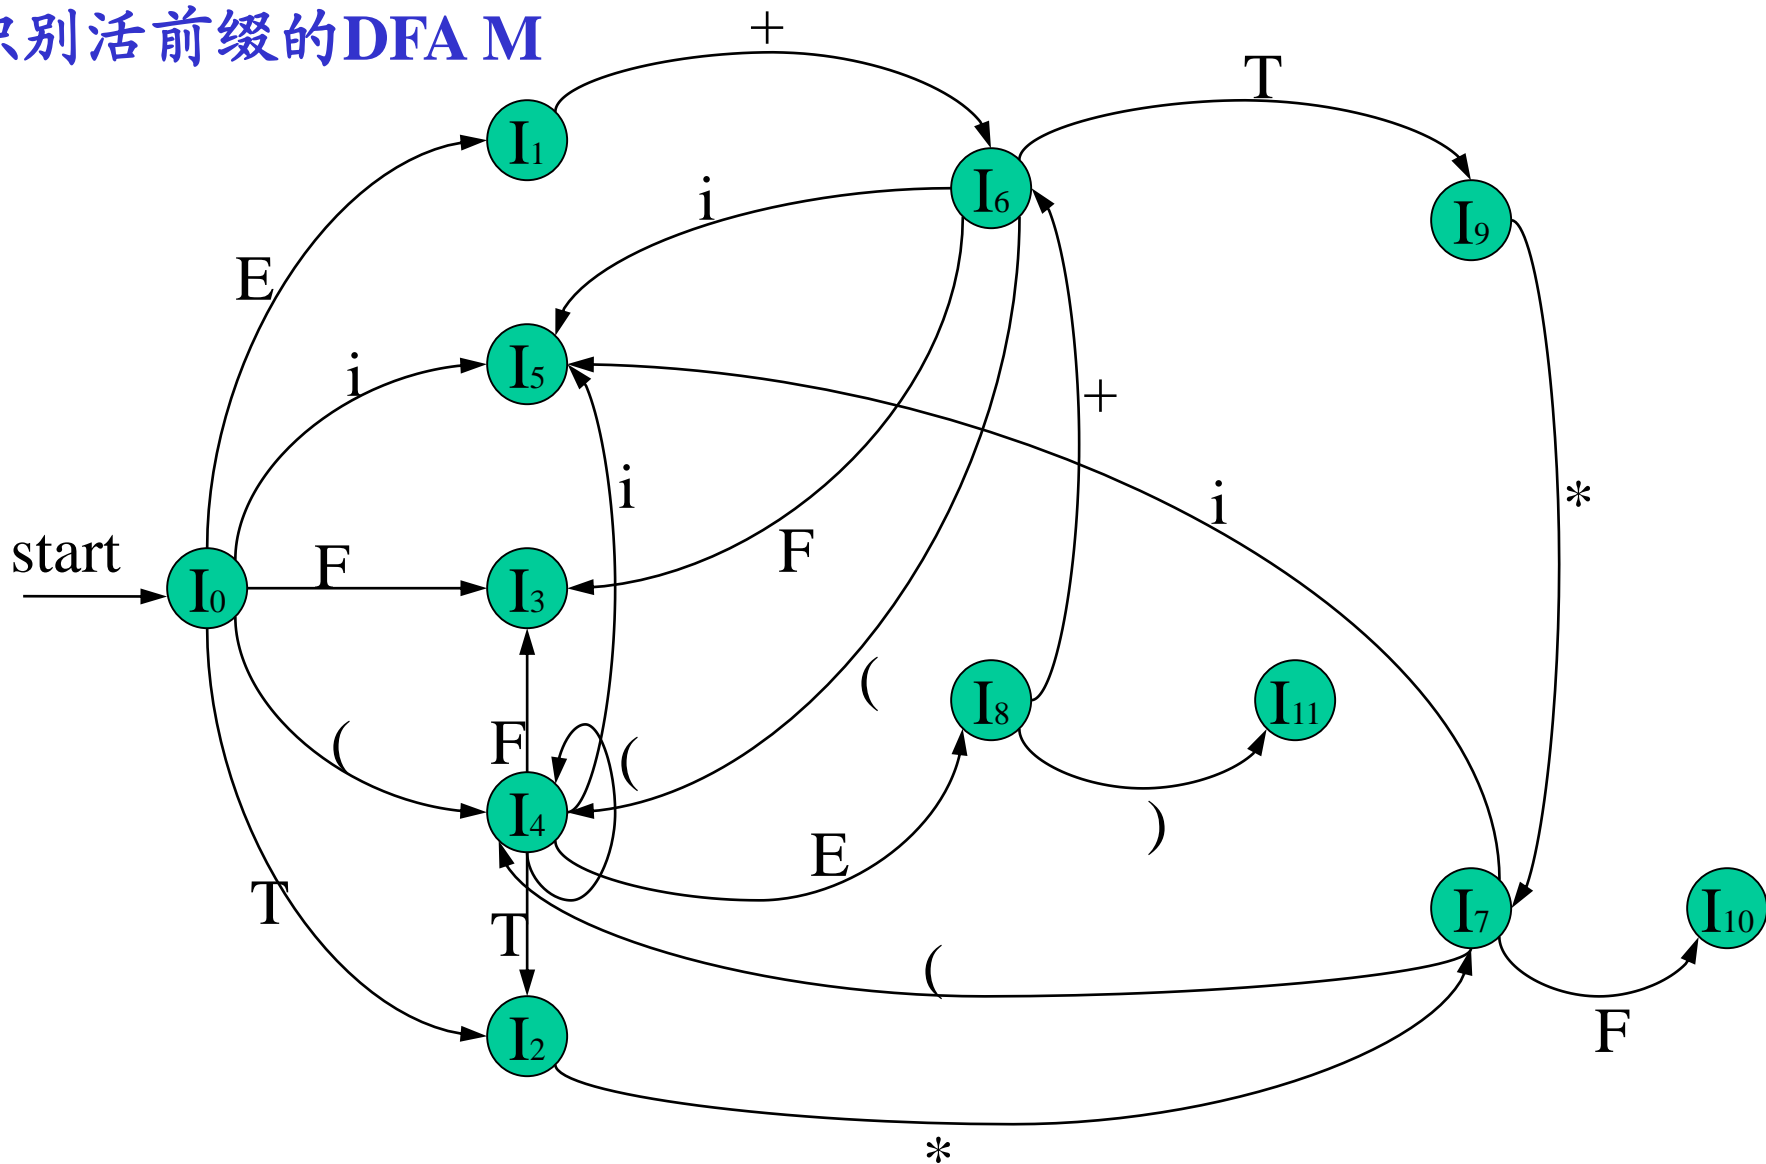 别活前缀的DFA M
+
T
I1
I6
i
I9
E
I5
i
+
i
i
*
start
F
F
I0
I3
(
I8
I11
(
F
(
I4
)
E
T
I7
I10
T
(
I2
F
*